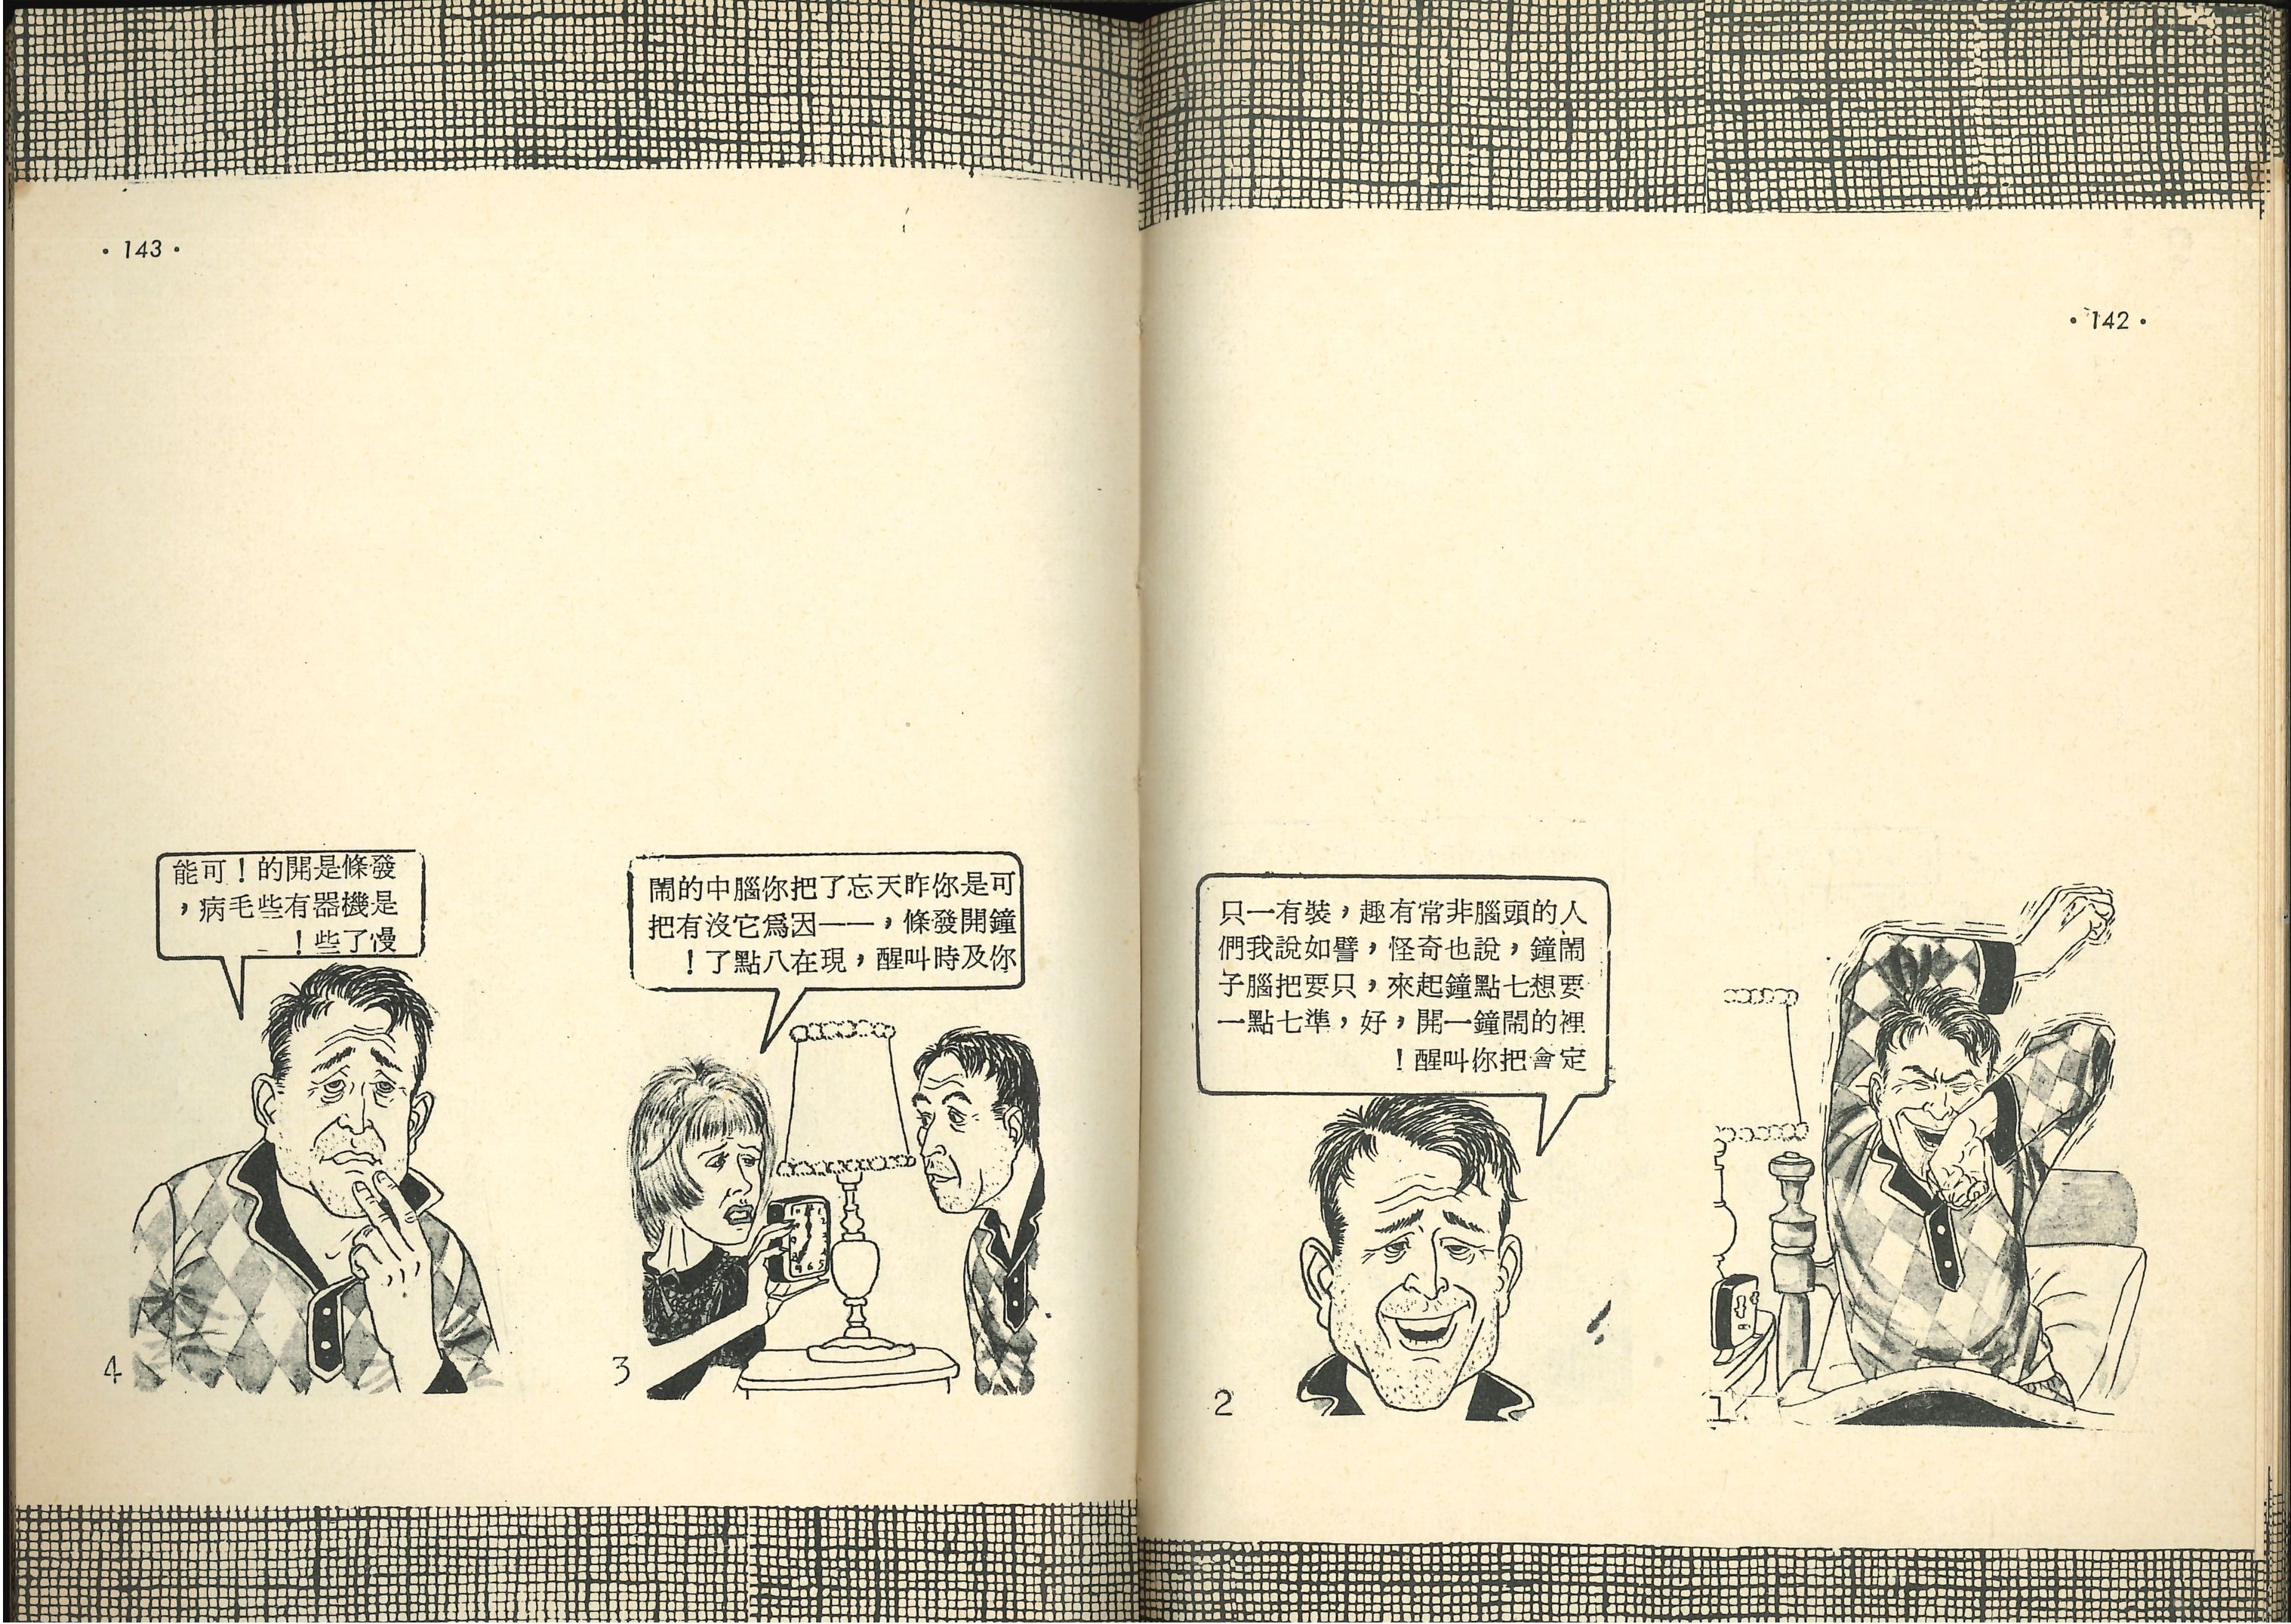 · 142 ·
1
人的頭腦非常有趣，裝有一只
鬧鐘，說也奇怪，譬如說我們
要想七點鐘起來，只要把腦子
裡的鬧鐘一開，好，準七點一
定會把你叫醒！
2
· 143 ·
可是你昨天忘了把你腦中的鬧
鐘開發條，——因爲它沒有把
你及時叫醒，現在八點了！
3
發條是開的！可能
是機器有些毛病，
慢了些！
4